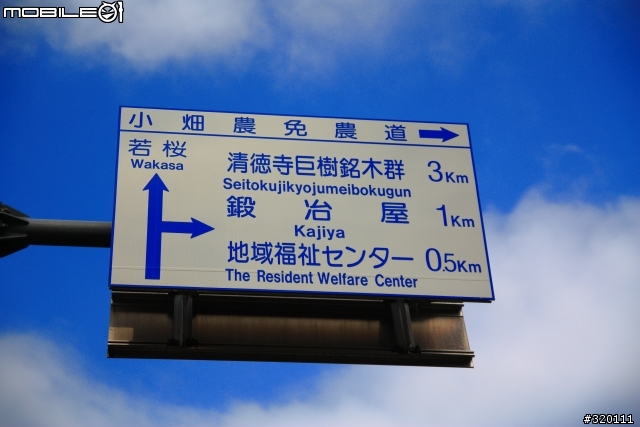 MOBILE01
小畑農免農道
若桜
Wakasa
清徳寺巨樹銘木群 3Km
Seitokujikyojumeibokugun
鍛冶屋 1Km
Kajiya
地域福祉センター 0.5Km
The Resident Welfare Center
#320111